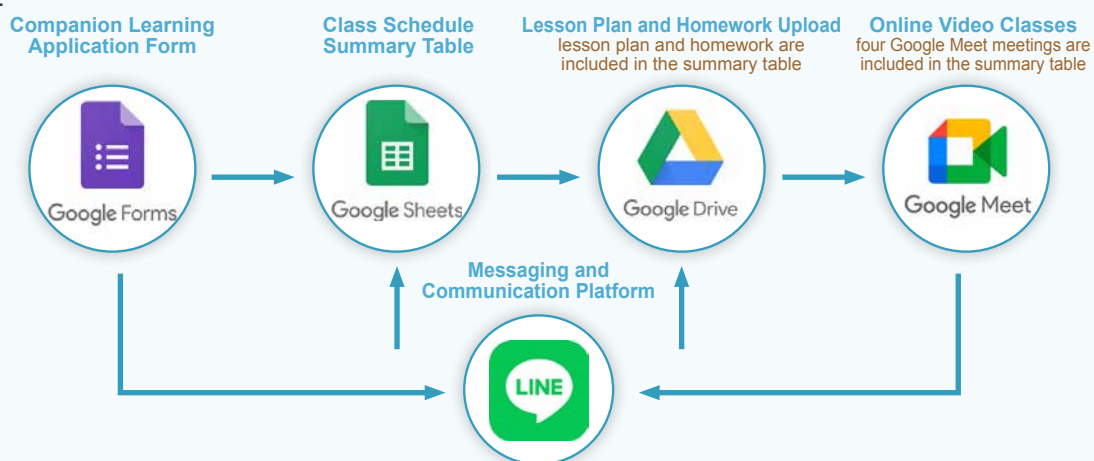 Companion Learning
Application Form
Class Schedule
Summary Table
Lesson Plan and Homework Upload
lesson plan and homework are
included in the summary table
Online Video Classes
four Google Meet meetings are
included in the summary table
Google Forms
Google Sheets
Google Drive
Google Meet
Messaging and
Communication Platform
LINE